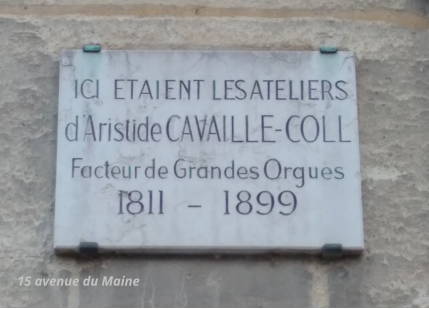 ICI ETAIENT LES ATELIERS
d'Aristide CAVAILLE-COLL
Facteur de Grandes Orgues
1811 - 1899
15 avenue du Maine